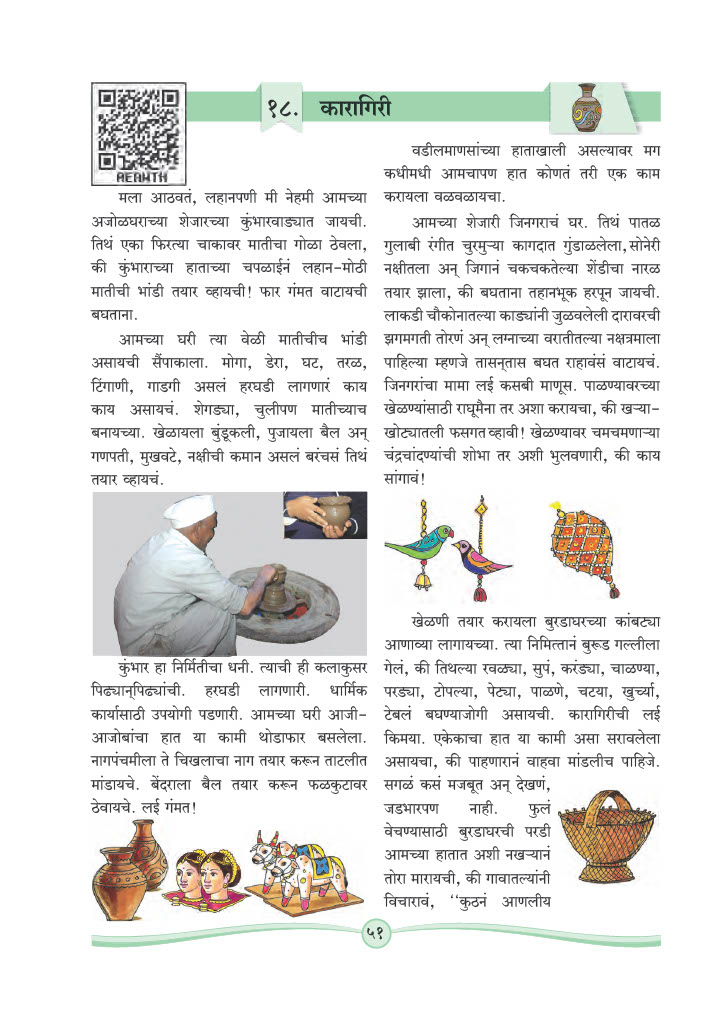 १८. कारागिरी
AEAWTH
मला आठवतं, लहानपणी मी नेहमी आमच्या
अजोळघराच्या शेजारच्या कुंभारवाड्यात जायची.
तिथं एका फिरत्या चाकावर मातीचा गोळा ठेवला,
की कुंभाराच्या हाताच्या चपळाईनं लहान-मोठी
मातीची भांडी तयार व्हायची! फार गंमत वाटायची
बघताना.
आमच्या घरी त्या वेळी मातीचीच भांडी
असायची सैंपाकाला. मोगा, डेरा, घट, तरळ,
टिंगाणी, गाडगी असलं हरघडी लागणारं काय
काय असायचं. शेगड्या, चुलीपण मातीच्याच
बनायच्या. खेळायला बुंडूकली, पुजायला बैल अन्
गणपती, मुखवटे, नक्षीची कमान असलं बरंचसं तिथं
तयार व्हायचं.
कुंभार हा निर्मितीचा धनी. त्याची ही कलाकुसर
पिढ्यान्‌पिढ्यांची. हरघडी लागणारी. धार्मिक
कार्यासाठी उपयोगी पडणारी. आमच्या घरी आजी-
आजोबांचा हात या कामी थोडाफार बसलेला.
नागपंचमीला ते चिखलाचा नाग तयार करून ताटलीत
मांडायचे. बेंदराला बैल तयार करून फळकुटावर
ठेवायचे. लई गंमत!
वडीलमाणसांच्या हाताखाली असल्यावर मग
कधीमधी आमचापण हात कोणतं तरी एक काम
करायला वळवळायचा.
आमच्या शेजारी जिनगराचं घर. तिथं पातळ
गुलाबी रंगीत चुरमुऱ्या कागदात गुंडाळलेला, सोनेरी
नक्षीतला अन् जिगानं चकचकतेल्या शेंडीचा नारळ
तयार झाला, की बघताना तहानभूक हरपून जायची.
लाकडी चौकोनातल्या काड्यांनी जुळवलेली दारावरची
झगमगती तोरणं अन् लग्नाच्या वरातीतल्या नक्षत्रमाला
पाहिल्या म्हणजे तासन्‌तास बघत राहावंसं वाटायचं.
जिनगरांचा मामा लई कसबी माणूस. पाळण्यावरच्या
खेळण्यांसाठी राघूमैना तर अशा करायचा, की खऱ्या-
खोट्यातली फसगत व्हावी! खेळण्यावर चमचमणाऱ्या
चंद्रचांदण्यांची शोभा तर अशी भुलवणारी, की काय
सांगावं!
खेळणी तयार करायला बुरडाघरच्या कांबट्या
आणाव्या लागायच्या. त्या निमित्तानं बुरूड गल्लीला
गेलं, की तिथल्या रवळ्या, सुपं, करंड्या, चाळण्या,
परड्या, टोपल्या, पेट्या, पाळणे, चटया, खुर्च्या,
टेबलं बघण्याजोगी असायची. कारागिरीची लई
किमया. एकेकाचा हात या कामी असा सरावलेला
असायचा, की पाहणारानं वाहवा मांडलीच पाहिजे.
सगळं कसं मजबूत अन् देखणं,
जडभारपण नाही. फुलं
वेचण्यासाठी बुरडाघरची परडी
आमच्या हातात अशी नखऱ्यानं
तोरा मारायची, की गावातल्यांनी
विचारावं, “कुठनं आणलीय
५१